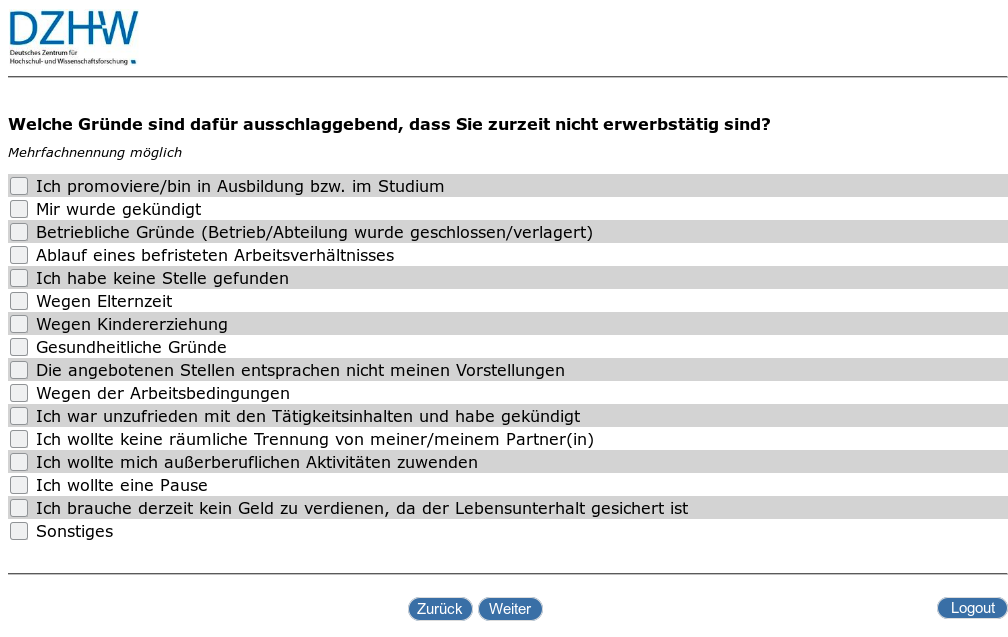 DZHW
Deutsches Zentrum für
Hochschul- und Wissenschaftsforschung
Welche Gründe sind dafür ausschlaggebend, dass Sie zurzeit nicht erwerbstätig sind?
Mehrfachnennung möglich
Ich promoviere/bin in Ausbildung bzw. im Studium
Mir wurde gekündigt
Betriebliche Gründe (Betrieb/Abteilung wurde geschlossen/verlagert)
Ablauf eines befristeten Arbeitsverhältnisses
Ich habe keine Stelle gefunden
Wegen Elternzeit
Wegen Kindererziehung
Gesundheitliche Gründe
Die angebotenen Stellen entsprachen nicht meinen Vorstellungen
Wegen der Arbeitsbedingungen
Ich war unzufrieden mit den Tätigkeitsinhalten und habe gekündigt
Ich wollte keine räumliche Trennung von meiner/meinem Partner(in)
Ich wollte mich außerberuflichen Aktivitäten zuwenden
Ich wollte eine Pause
Ich brauche derzeit kein Geld zu verdienen, da der Lebensunterhalt gesichert ist
Sonstiges
Zurück Weiter Logout